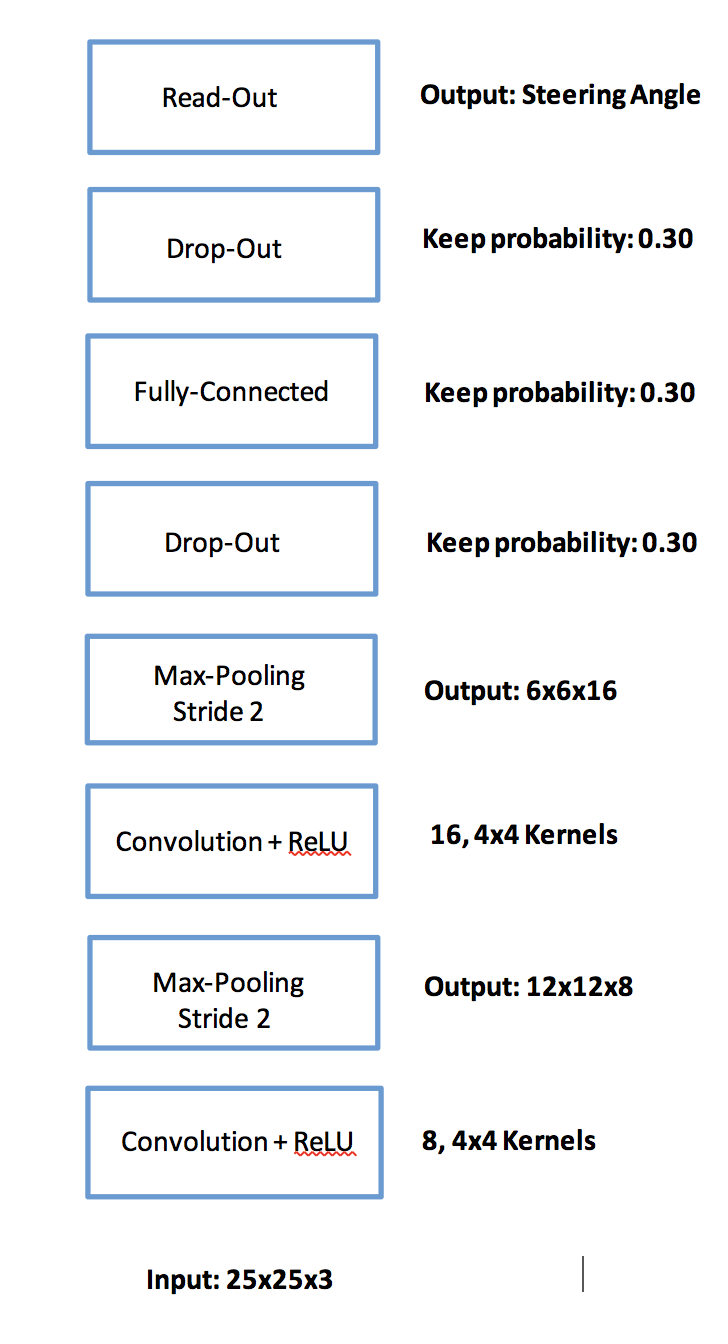 Read-Out
Output: Steering Angle
Drop-Out
Keep probability: 0.30
Fully-Connected
Keep probability: 0.30
Drop-Out
Keep probability: 0.30
Max-Pooling
Stride 2
Output: 6x6x16
Convolution + ReLU
16, 4x4 Kernels
Max-Pooling
Stride 2
Output: 12x12x8
Convolution + ReLU
8, 4x4 Kernels
Input: 25x25x3